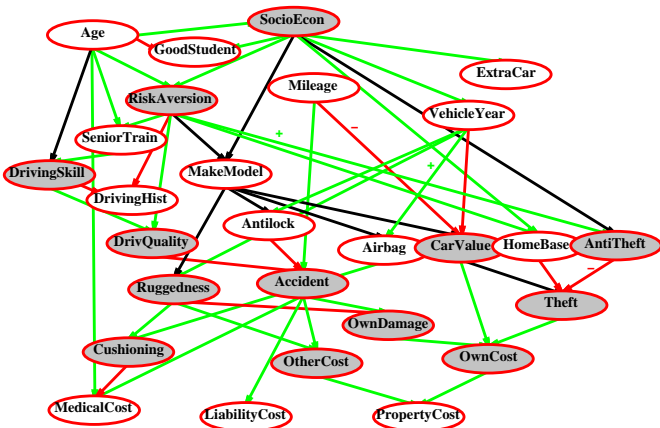 SocioEcon
Age
GoodStudent
ExtraCar
Mileage
RiskAversion
VehicleYear
+
−
SeniorTrain
+
DrivingSkill
MakeModel
DrivingHist
Antilock
DrivQuality
Airbag
CarValue
HomeBase
AntiTheft
−
Ruggedness
Accident
Theft
OwnDamage
Cushioning
OtherCost
OwnCost
MedicalCost
LiabilityCost
PropertyCost